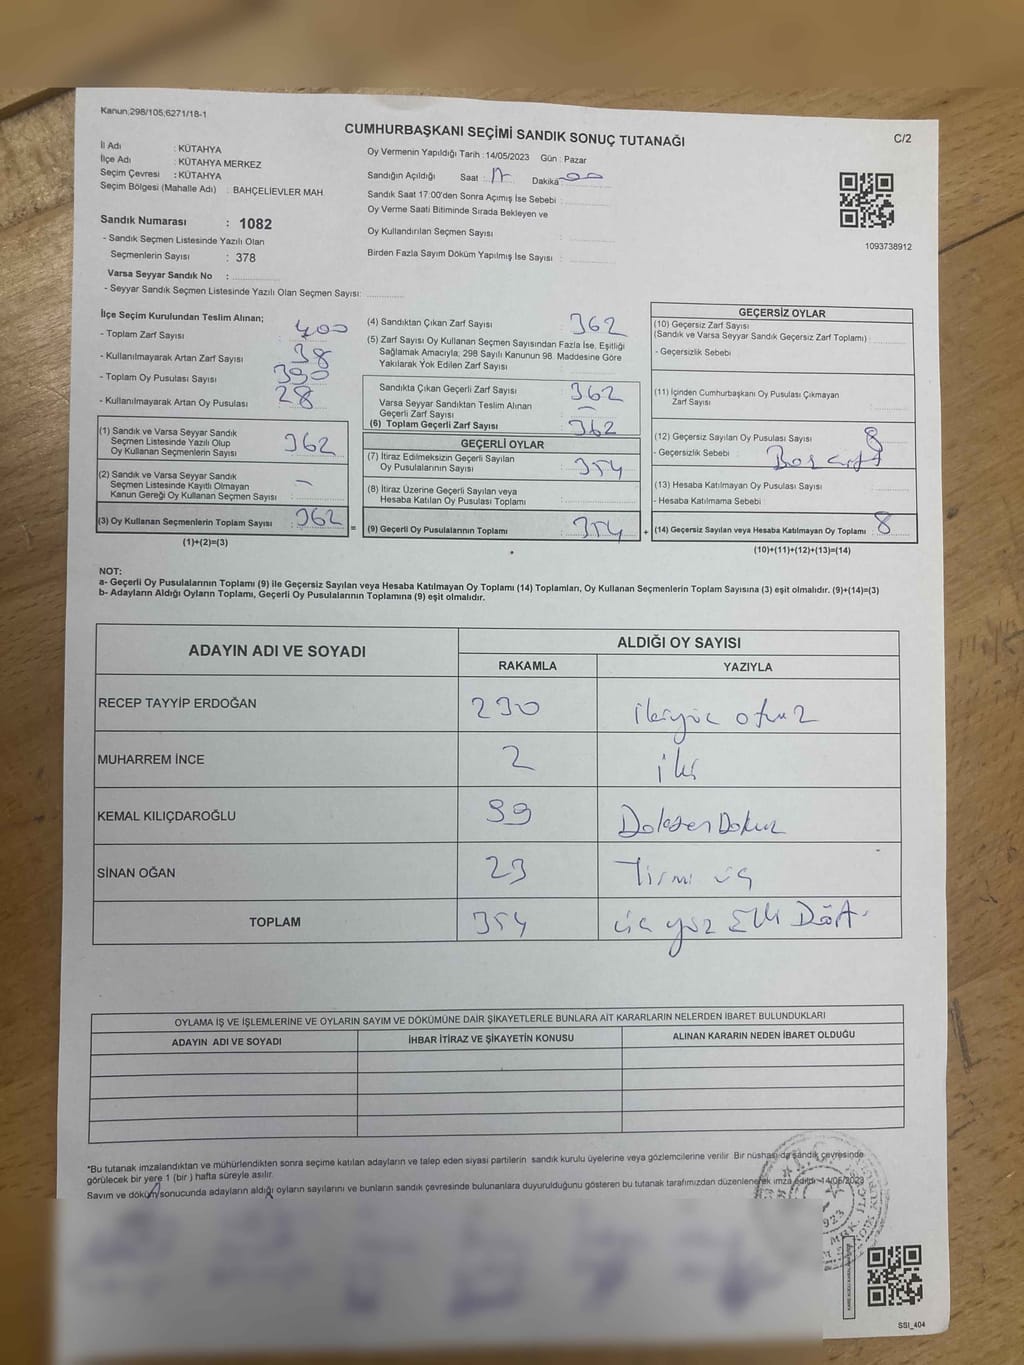 Kanun;298/105;6271/18-1
CUMHURBAŞKANI SEÇİMİ SANDIK SONUÇ TUTANAĞI
C/2
İl Adı : KÜTAHYA
İlçe Adı : KÜTAHYA MERKEZ
Seçim Çevresi : KÜTAHYA
Seçim Bölgesi (Mahalle Adı) : BAHÇELİEVLER MAH.
Sandık Numarası : 1082
- Sandık Seçmen Listesinde Yazılı Olan
Seçmenlerin Sayısı : 378
Varsa Seyyar Sandık No :
- Seyyar Sandık Seçmen Listesinde Yazılı Olan Seçmen Sayısı:
Oy Vermenin Yapıldığı Tarih : 14/05/2023 Gün : Pazar
Sandığın Açıldığı Saat : 17 Dakika 00
Sandık Saat 17:00'den Sonra Açımış İse Sebebi :
Oy Verme Saati Bitiminde Sırada Bekleyen ve
Oy Kullandırılan Seçmen Sayısı :
Birden Fazla Sayım Döküm Yapılmış İse Sayısı :
1093738912
İlçe Seçim Kurulundan Teslim Alınan;
- Toplam Zarf Sayısı 400
- Kullanılmayarak Artan Zarf Sayısı 38
- Toplam Oy Pusulası Sayısı 390
- Kullanılmayarak Artan Oy Pusulası 28
(1) Sandık ve Varsa Seyyar Sandık
Seçmen Listesinde Yazılı Olup
Oy Kullanan Seçmenlerin Sayısı 362
(2) Sandık ve Varsa Seyyar Sandık
Seçmen Listesinde Kayıtlı Olmayan
Kanun Gereği Oy Kullanan Seçmen Sayısı : –
(3) Oy Kullanan Seçmenlerin Toplam Sayısı 362 =
(1)+(2)=(3)
(4) Sandıktan Çıkan Zarf Sayısı 362
(5) Zarf Sayısı Oy Kullanan Seçmen Sayısından Fazla İse, Eşitliği
Sağlamak Amacıyla; 298 Sayılı Kanunun 98. Maddesine Göre
Yakılarak Yok Edilen Zarf Sayısı :
Sandıkta Çıkan Geçerli Zarf Sayısı 362
Varsa Seyyar Sandıktan Teslim Alınan
Geçerli Zarf Sayısı –
(6) Toplam Geçerli Zarf Sayısı 362
GEÇERLİ OYLAR
(7) İtiraz Edilmeksizin Geçerli Sayılan
Oy Pusulalarının Sayısı : 354
(8) İtiraz Üzerine Geçerli Sayılan veya
Hesaba Katılan Oy Pusulası Toplamı :
(9) Geçerli Oy Pusulalarının Toplamı 354 +
GEÇERSİZ OYLAR
(10) Geçersiz Zarf Sayısı
(Sandık ve Varsa Seyyar Sandık Geçersiz Zarf Toplamı) :
- Geçersizlik Sebebi
(11) İçinden Cumhurbaşkanı Oy Pusulası Çıkmayan
Zarf Sayısı :
(12) Geçersiz Sayılan Oy Pusulası Sayısı 8
- Geçersizlik Sebebi : Boş
(13) Hesaba Katılmayan Oy Pusulası Sayısı :
- Hesaba Katılmama Sebebi
(14) Geçersiz Sayılan veya Hesaba Katılmayan Oy Toplamı : 8
(10)+(11)+(12)+(13)=(14)
NOT:
a- Geçerli Oy Pusulalarının Toplamı (9) ile Geçersiz Sayılan veya Hesaba Katılmayan Oy Toplamı (14) Toplamları, Oy Kullanan Seçmenlerin Toplam Sayısına (3) eşit olmalıdır. (9)+(14)=(3)
b- Adayların Aldığı Oyların Toplamı, Geçerli Oy Pusulalarının Toplamına (9) eşit olmalıdır.
ADAYIN ADI VE SOYADI
ALDIĞI OY SAYISI
RAKAMLA YAZIYLA
RECEP TAYYİP ERDOĞAN 230 ikiyüz otuz
MUHARREM İNCE 2 iki
KEMAL KILIÇDAROĞLU 99 Doksan Dokuz
SİNAN OĞAN 23 Yirmi üç
TOPLAM 354 üç yüz Elli Dört
OYLAMA İŞ VE İŞLEMLERİNE VE OYLARIN SAYIM VE DÖKÜMÜNE DAİR ŞİKAYETLERLE BUNLARA AİT KARARLARIN NELERDEN İBARET BULUNDUKLARI
ADAYIN ADI VE SOYADI İHBAR İTİRAZ VE ŞİKAYETİN KONUSU ALINAN KARARIN NEDEN İBARET OLDUĞU
*Bu tutanak imzalandıktan ve mühürlendikten sonra seçime katılan adayların ve talep eden siyasi partilerin sandık kurulu üyelerine veya gözlemcilerine verilir Bir nüshası da sandık çevresinde
görülecek bir yere 1 (bir ) hafta süreyle asılır.
Sayım ve döküm sonucunda adayların aldığı oyların sayılarını ve bunların sandık çevresinde bulunanlara duyurulduğunu gösteren bu tutanak tarafımızdan düzenlenerek imza edildi. 14/05/2023
SSI_404